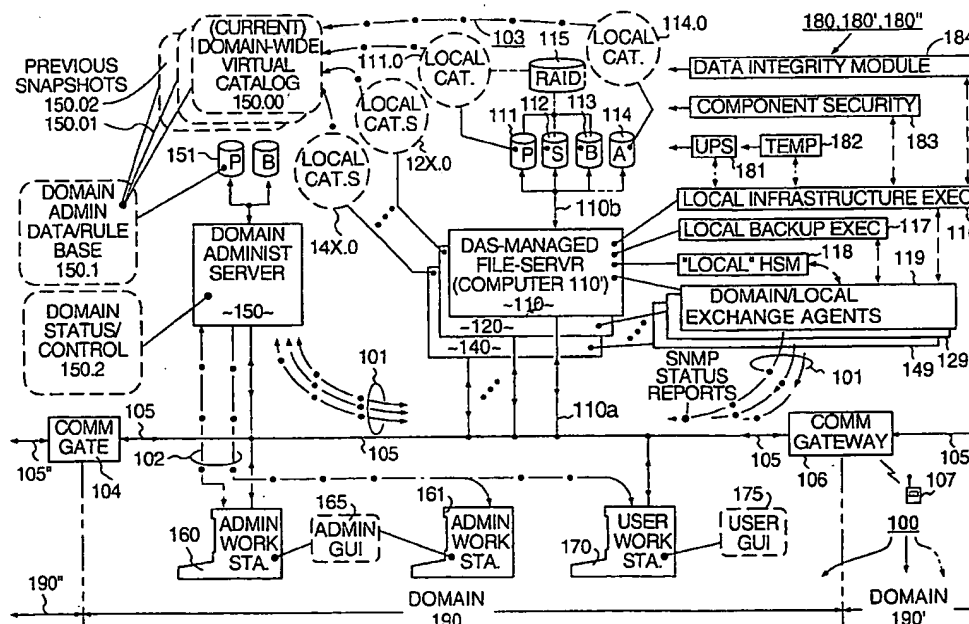 180,180',180"
(CURRENT)
DOMAIN-WIDE
VIRTUAL
CATALOG
150.00
103
111.0
LOCAL
CAT.
115
RAID
LOCAL
CAT.
114.0
184
DATA INTEGRITY MODULE
PREVIOUS
SNAPSHOTS
150.02
150.01
LOCAL
CAT.S
12X.0
112
113
111
114
P
S
B
A
COMPONENT SECURITY
183
UPS
181
TEMP
182
151
P
B
LOCAL
CAT.S
14X.0
110b
LOCAL INFRASTRUCTURE EXEC
LOCAL BACKUP EXEC
117
"LOCAL" HSM
118
119
DOMAIN
ADMIN
DATA/RULE
BASE
150.1
DOMAIN
ADMINIST
SERVER
~150~
DAS-MANAGED
FILE-SERVR
(COMPUTER 110')
~110~
~120~
~140~
DOMAIN/LOCAL
EXCHANGE AGENTS
129
149
DOMAIN
STATUS/
CONTROL
150.2
101
SNMP
STATUS
REPORTS
101
110a
COMM
GATE
104
105
105"
102
105
105
COMM
GATEWAY
106
105
107
100
160
ADMIN
WORK
STA.
165
ADMIN
GUI
161
ADMIN
WORK
STA.
170
USER
WORK
STA.
175
USER
GUI
190"
DOMAIN
190
DOMAIN
190'